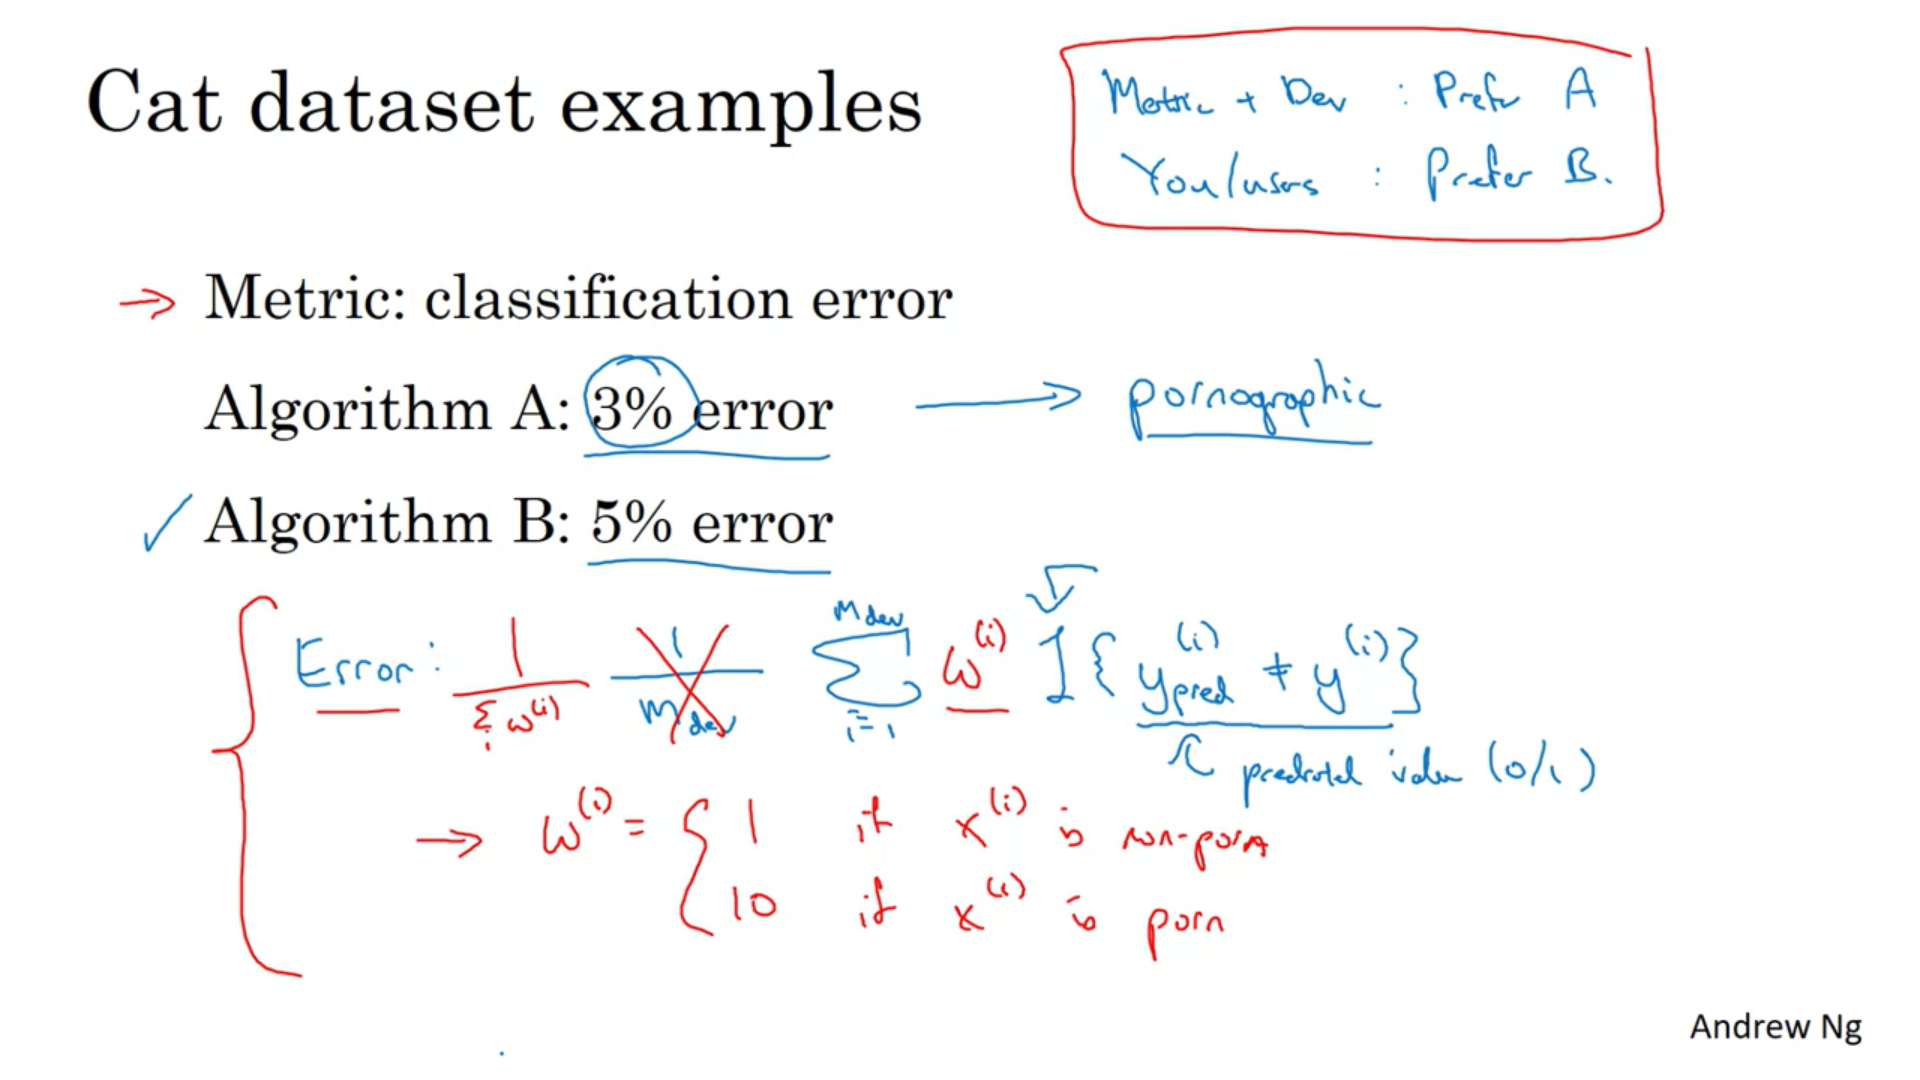 Cat dataset examples
Metric + Dev : Prefer A
You/users : Prefer B.
→ Metric: classification error
Algorithm A: 3% error → pornographic
✓ Algorithm B: 5% error
Error: 1/Σᵢ w⁽ⁱ⁾ 1/m_dev Σᵢ₌₁^{m_dev} w⁽ⁱ⁾ I{y_pred⁽ⁱ⁾ ≠ y⁽ⁱ⁾}
predicted value (0/1)
→ w⁽ⁱ⁾ = { 1 if x⁽ⁱ⁾ is non-porn
10 if x⁽ⁱ⁾ is porn
Andrew Ng